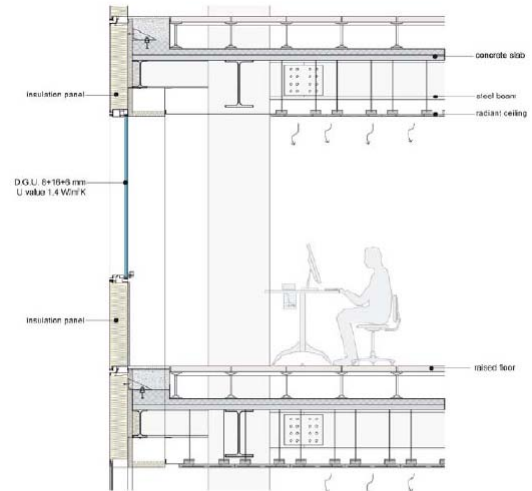 concrete slab
insulation panel
steel beam
radiant ceiling
D.G.U. 6+16+6 mm
U value 1,4 W/m²K
insulation panel
raised floor